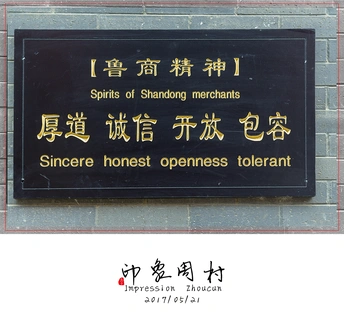 【鲁商精神】
Spirits of Shandong merchants
厚道 诚信 开放 包容
Sincere honest openness tolerant
印象周村
Impression Zhoucun
2017/05/21